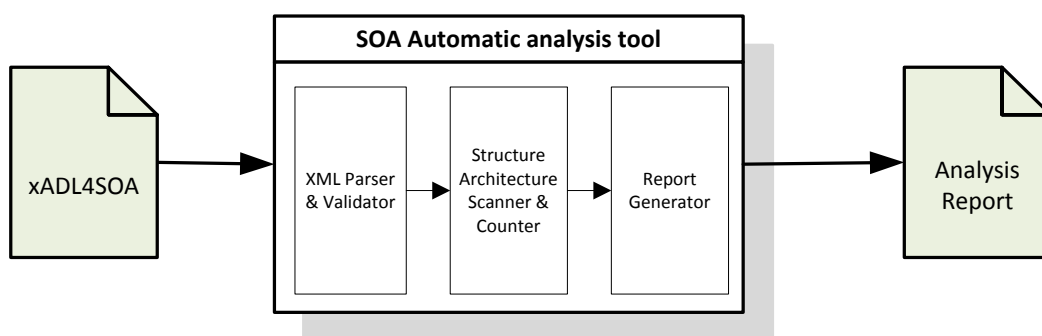 SOA Automatic analysis tool
xADL4SOA
XML Parser
& Validator
Structure
Architecture
Scanner &
Counter
Report
Generator
Analysis
Report